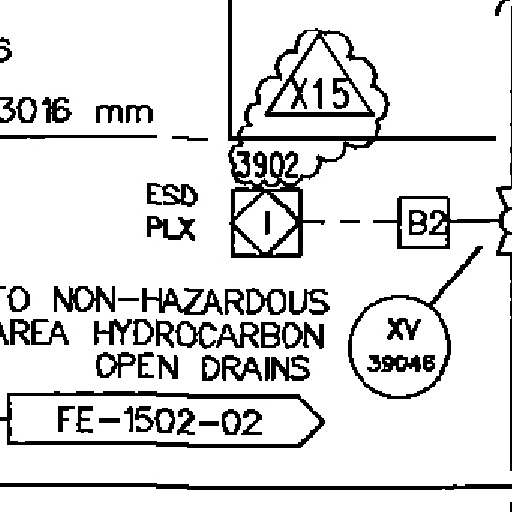 3016 mm
X15
3902
ESD
PLX
I
B2
TO NON-HAZARDOUS
AREA HYDROCARBON
OPEN DRAINS
XV
39046
FE-1502-02